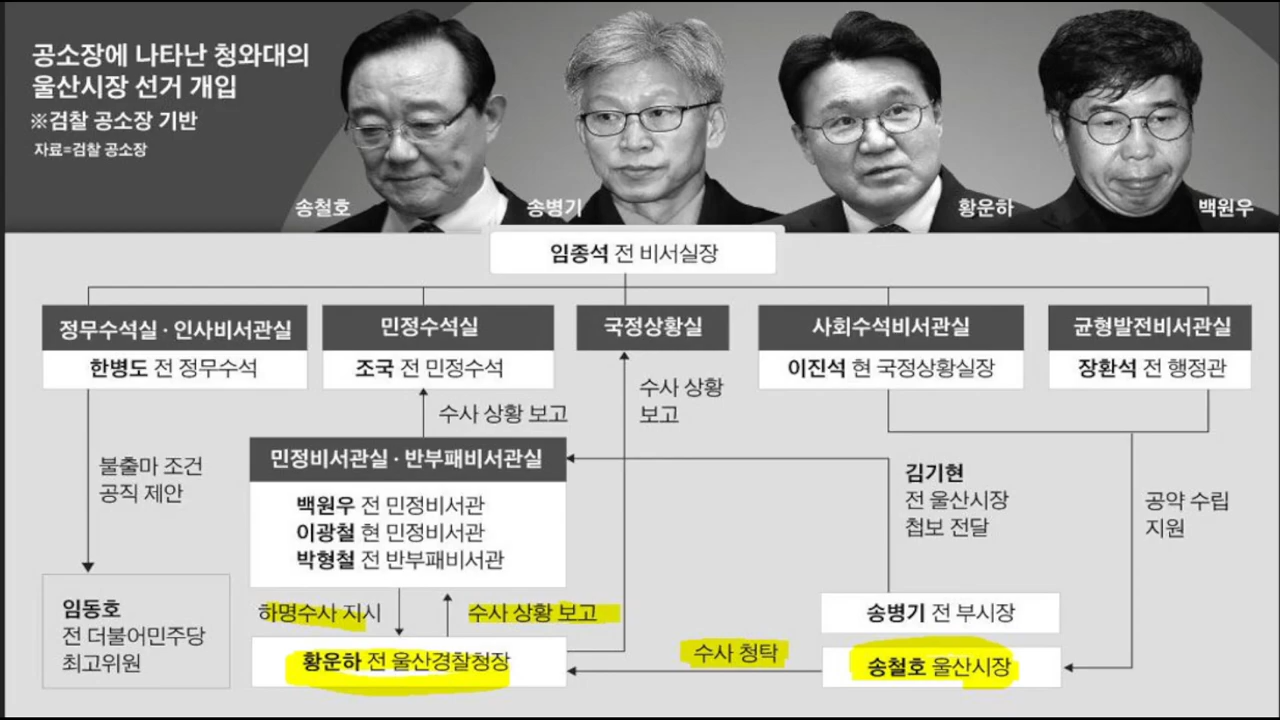 공소장에 나타난 청와대의
울산시장 선거 개입
※검찰 공소장 기반
자료=검찰 공소장
송철호
송병기
황운하
백원우
임종석 전 비서실장
정무수석실·인사비서관실
한병도 전 정무수석
민정수석실
조국 전 민정수석
국정상황실
사회수석비서관실
이진석 현 국정상황실장
균형발전비서관실
장환석 전 행정관
수사 상황 보고
수사 상황
보고
불출마 조건
공직 제안
민정비서관실·반부패비서관실
백원우 전 민정비서관
이광철 현 민정비서관
박형철 전 반부패비서관
김기현
전 울산시장
첩보 전달
공약 수립
지원
임동호
전 더불어민주당
최고위원
하명수사 지시
수사 상황 보고
황운하 전 울산경찰청장
수사 청탁
송병기 전 부시장
송철호 울산시장